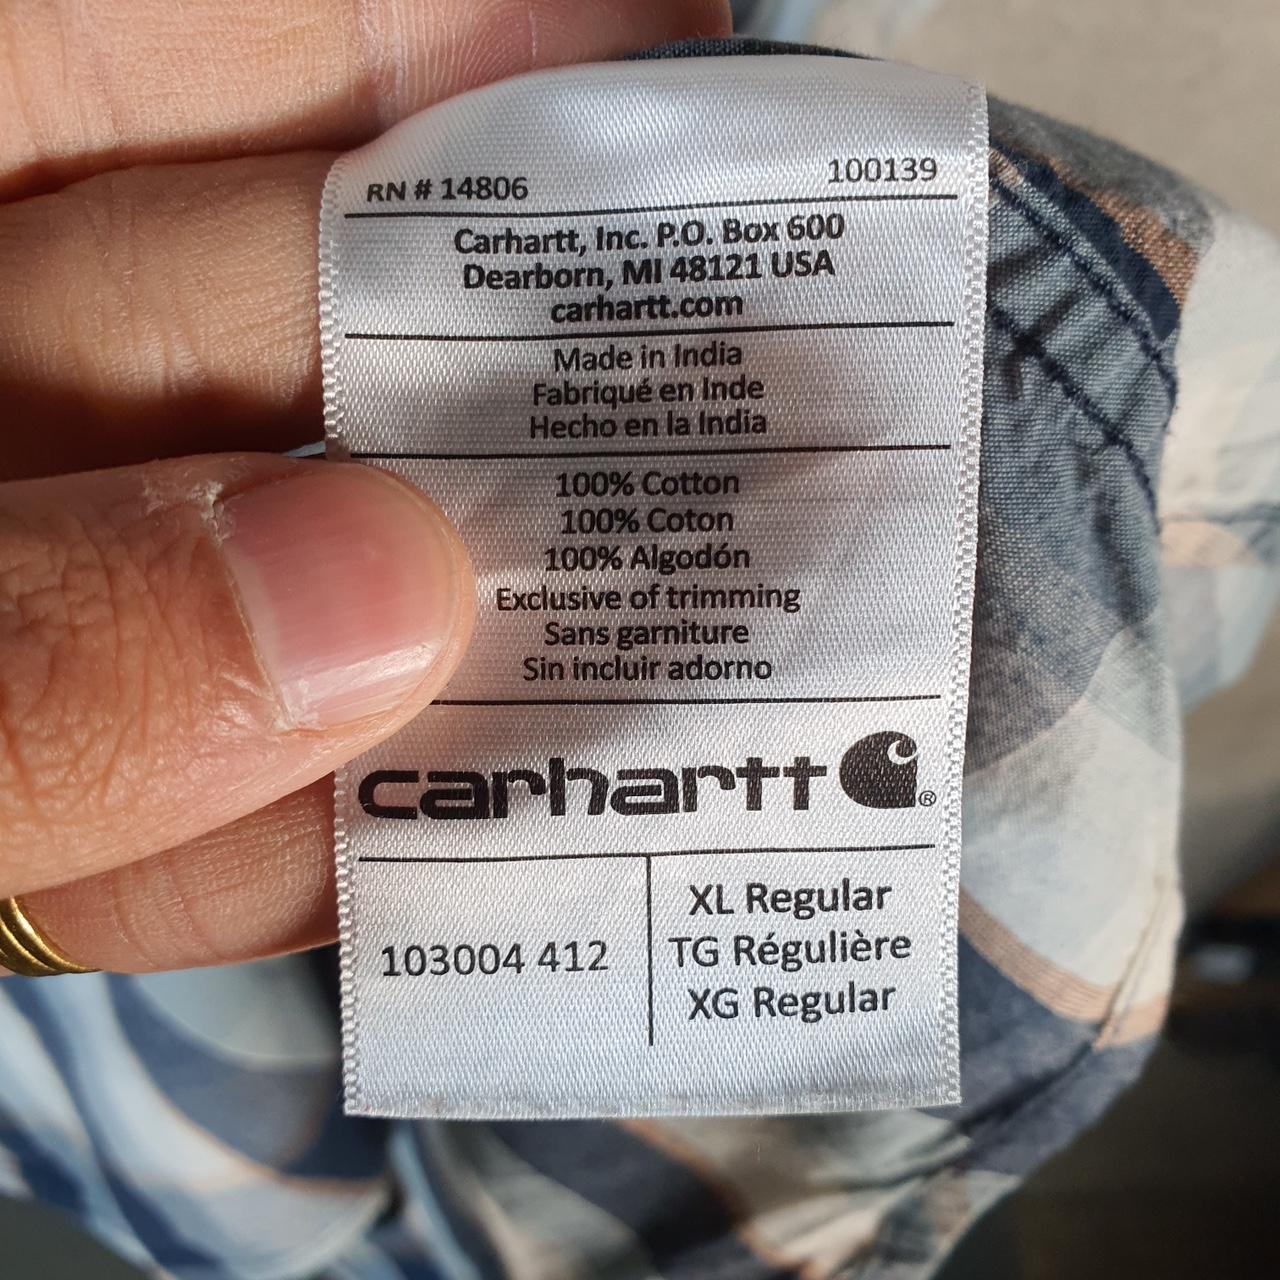 RN # 14806 100139
Carhartt, Inc. P.O. Box 600
Dearborn, MI 48121 USA
carhartt.com
Made in India
Fabriqué en Inde
Hecho en la India
100% Cotton
100% Coton
100% Algodón
Exclusive of trimming
Sans garniture
Sin incluir adorno
carhartt ®
103004 412
XL Regular
TG Régulière
XG Regular